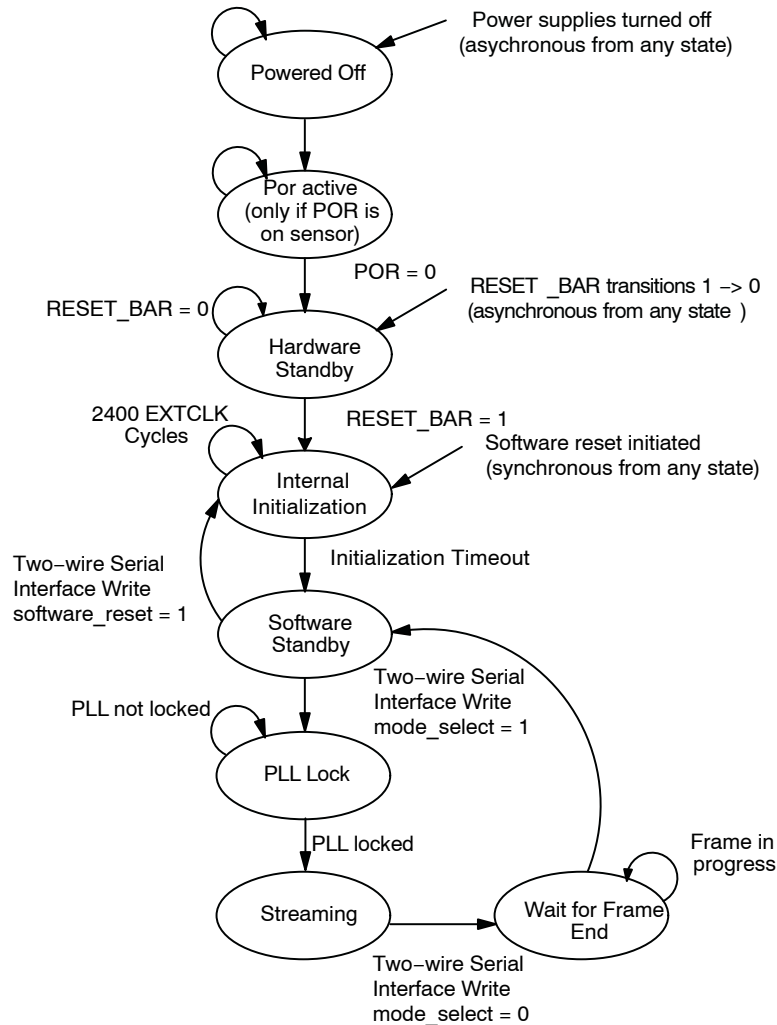 Power supplies turned off
(asychronous from any state)
Powered Off
Por active
(only if POR is
on sensor)
POR = 0
RESET _BAR transitions 1 −> 0
(asynchronous from any state )
RESET_BAR = 0
Hardware
Standby
2400 EXTCLK
Cycles
RESET_BAR = 1
Software reset initiated
(synchronous from any state)
Internal
Initialization
Initialization Timeout
Two−wire Serial
Interface Write
software_reset = 1
Software
Standby
Two−wire Serial
Interface Write
mode_select = 1
PLL not locked
PLL Lock
PLL locked
Frame in
progress
Streaming
Wait for Frame
End
Two−wire Serial
Interface Write
mode_select = 0